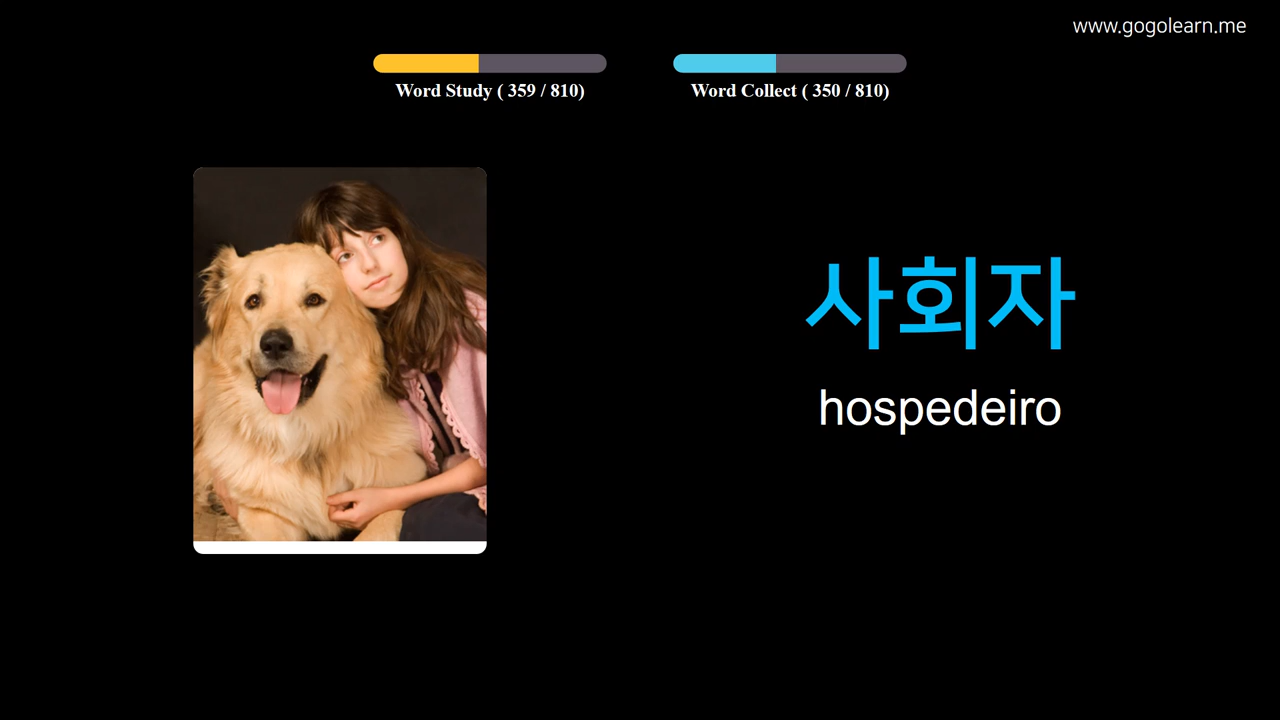 www.gogolearn.me
Word Study ( 359 / 810)
Word Collect ( 350 / 810)
사회자
hospedeiro